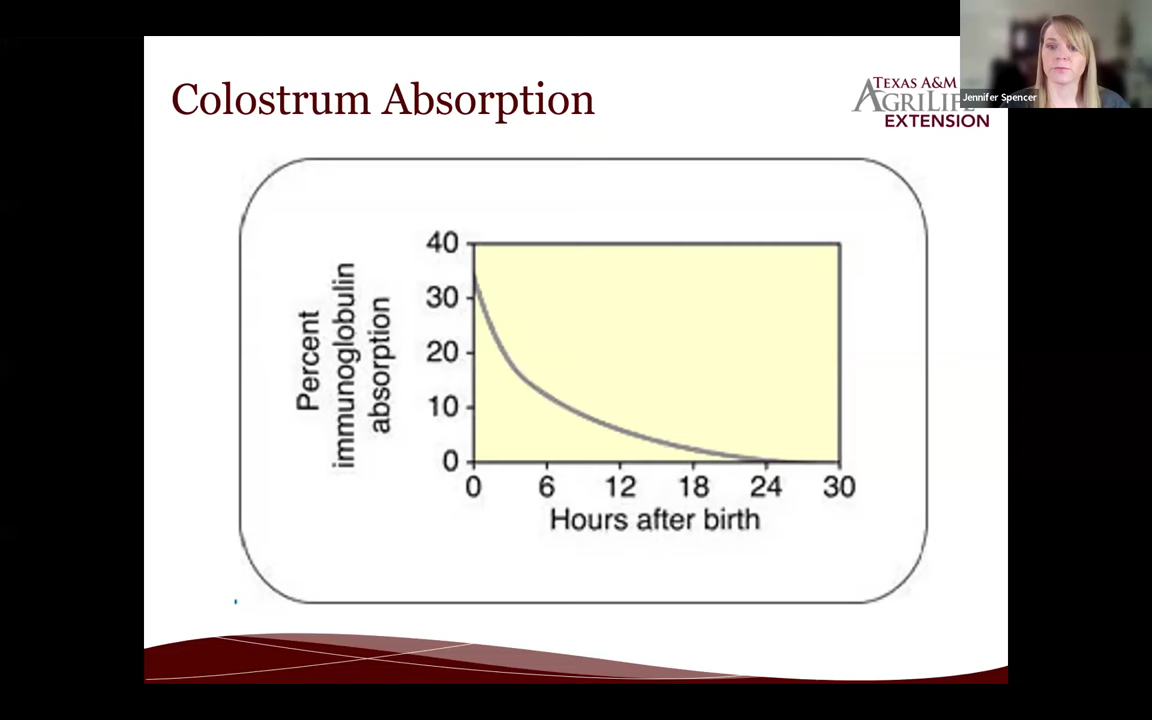 Colostrum Absorption
TEXAS A&M
AGRILIFE
EXTENSION
Jennifer Spencer
Percent
immunoglobulin
absorption
40
30
20
10
0
0 6 12 18 24 30
Hours after birth